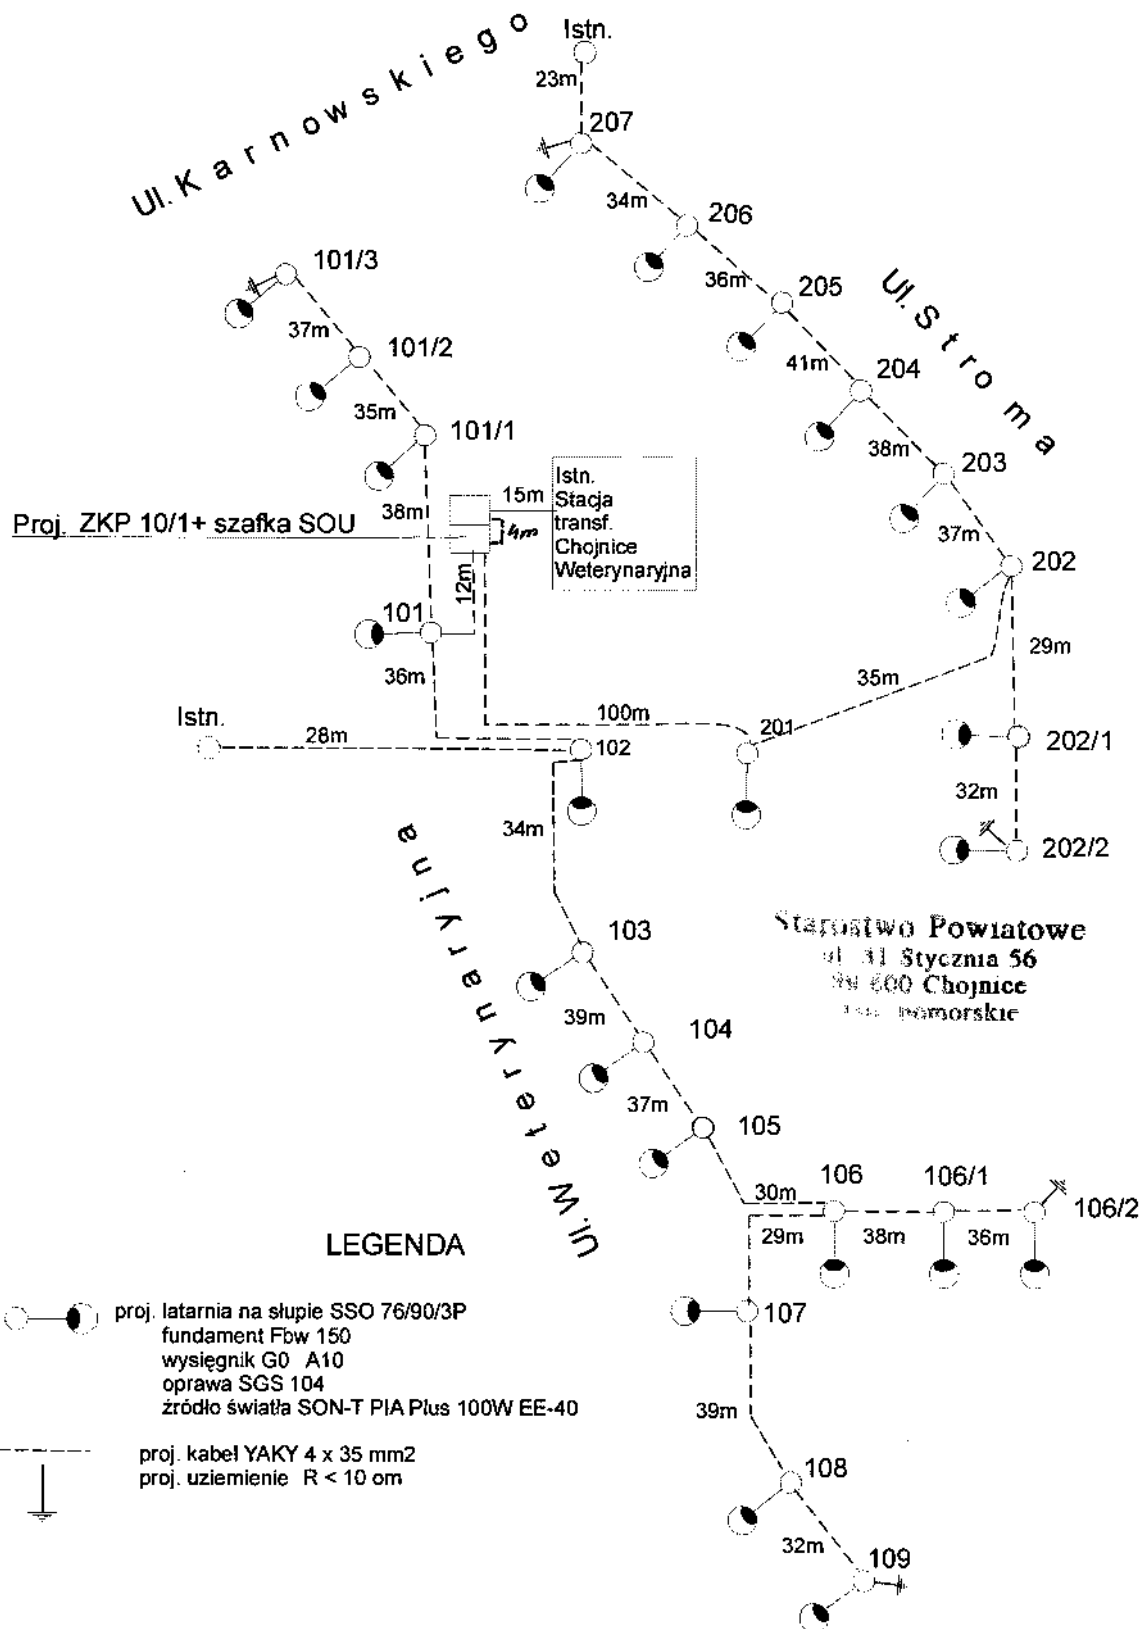 Ul.Karnowskiego
Istn.
23m
207
34m
206
36m
205
Ul.Stroma
41m
204
38m
203
37m
202
29m
202/1
32m
202/2
35m
201
100m
101/3
37m
101/2
35m
101/1
38m
15m
Istn.
Stacja
transf.
Chojnice
Weterynaryjna
4m
Proj. ZKP 10/1+ szafka SOU
12m
101
36m
Istn.
28m
102
34m
Ul.Weterynaryjna
103
39m
104
37m
105
Starostwo Powiatowe
ul 31 Stycznia 56
600 Chojnice
pomorskie
30m
106
106/1
106/2
29m
38m
36m
107
39m
108
32m
109
LEGENDA
proj. latarnia na słupie SSO 76/90/3P
fundament Fbw 150
wysięgnik G0 A10
oprawa SGS 104
źródło światła SON-T PIA Plus 100W EE-40
proj. kabel YAKY 4 x 35 mm2
proj. uziemienie R < 10 om